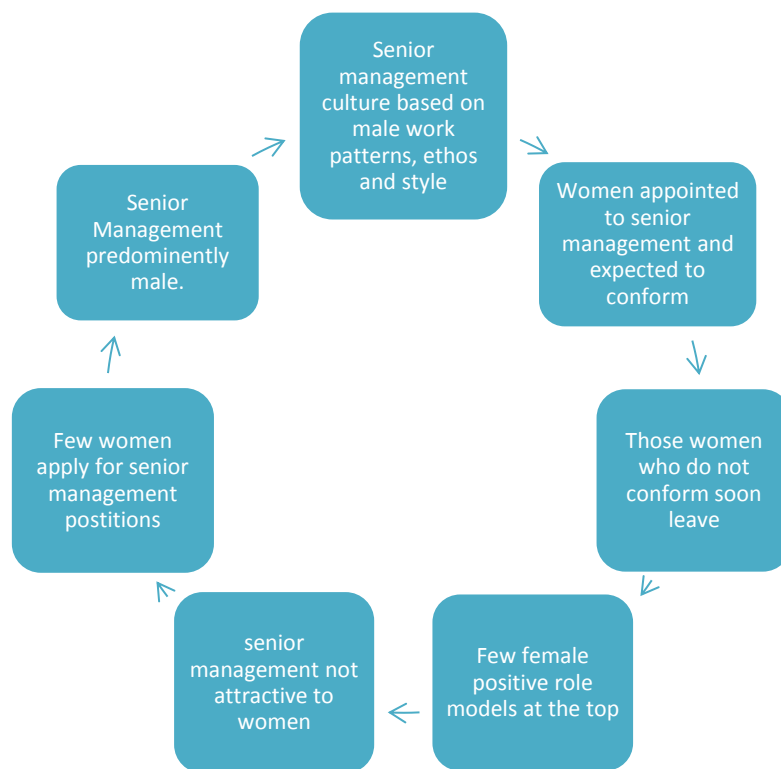 Senior
management
culture based on
male work
patterns, ethos
and style
Women appointed
to senior
management and
expected to
conform
Those women
who do not
conform soon
leave
Few female
positive role
models at the top
senior
management not
attractive to
women
Few women
apply for senior
management
postitions
Senior
Management
predominently
male.